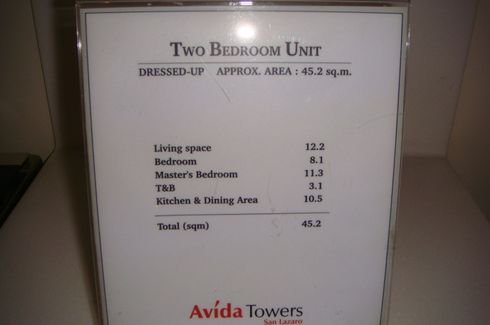 TWO BEDROOM UNIT
DRESSED-UP APPROX. AREA : 45.2 sq.m.
Living space 12.2
Bedroom 8.1
Master's Bedroom 11.3
T&B 3.1
Kitchen & Dining Area 10.5
Total (sqm) 45.2
Avida Towers
San Lazaro